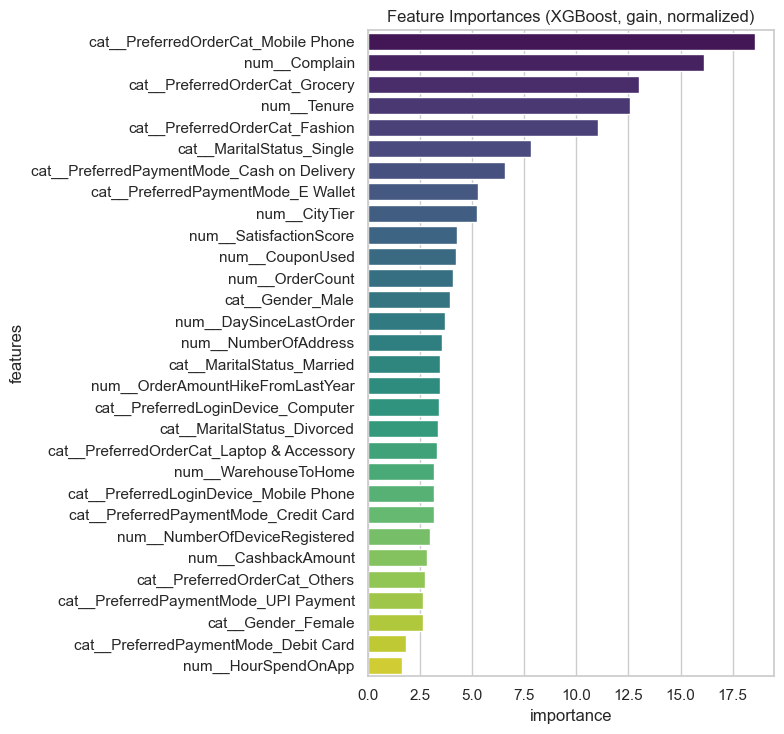 Feature Importances (XGBoost, gain, normalized)
cat__PreferredOrderCat_Mobile Phone
num__Complain
cat__PreferredOrderCat_Grocery
num__Tenure
cat__PreferredOrderCat_Fashion
cat__MaritalStatus_Single
cat__PreferredPaymentMode_Cash on Delivery
cat__PreferredPaymentMode_E Wallet
num__CityTier
num__SatisfactionScore
num__CouponUsed
num__OrderCount
cat__Gender_Male
num__DaySinceLastOrder
num__NumberOfAddress
cat__MaritalStatus_Married
num__OrderAmountHikeFromLastYear
cat__PreferredLoginDevice_Computer
cat__MaritalStatus_Divorced
cat__PreferredOrderCat_Laptop & Accessory
num__WarehouseToHome
cat__PreferredLoginDevice_Mobile Phone
cat__PreferredPaymentMode_Credit Card
num__NumberOfDeviceRegistered
num__CashbackAmount
cat__PreferredOrderCat_Others
cat__PreferredPaymentMode_UPI Payment
cat__Gender_Female
cat__PreferredPaymentMode_Debit Card
num__HourSpendOnApp
features
0.0 2.5 5.0 7.5 10.0 12.5 15.0 17.5
importance